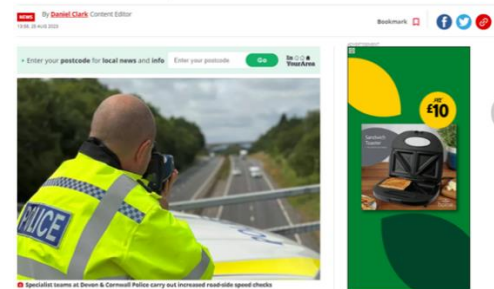 NEWS By Daniel Clark Content Editor
Bookmark
Enter your postcode for local news and info Enter your postcode Go In YourArea
ADVERTISEMENT
£10
Sandwich
Toaster
POLICE
Specialist teams at Devon & Cornwall Police carry out increased road-side speed checks